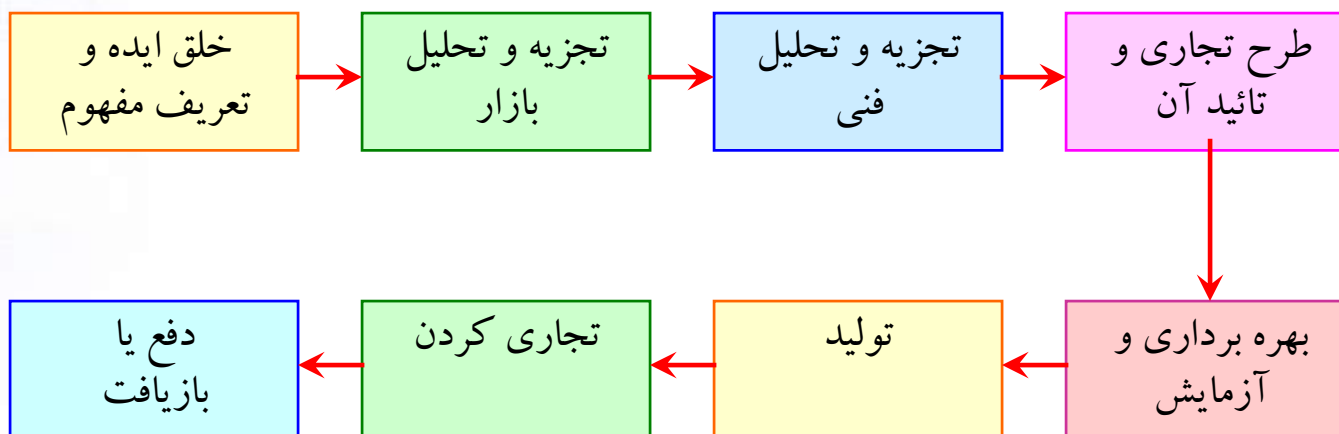 خلق ایده و
تعریف مفهوم
تجزیه و تحلیل
بازار
تجزیه و تحلیل
فنی
طرح تجاری و
تائید آن
بهره برداری و
آزمایش
تولید
تجاری کردن
دفع یا
بازیافت